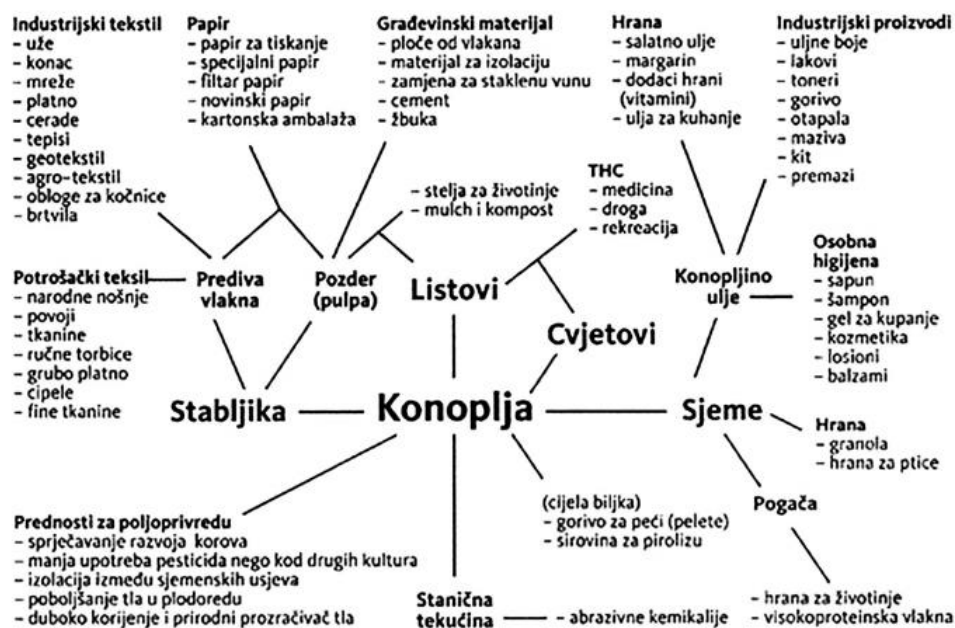 Industrijski tekstil
- uže
- konac
- mreže
- platno
- cerade
- tepisi
- geotekstil
- agro-tekstil
- obloge za kočnice
- brtvila
Papir
- papir za tiskanje
- specijalni papir
- filtar papir
- novinski papir
- kartonska ambalaža
Građevinski materijal
- ploče od vlakana
- materijal za izolaciju
- zamjena za staklenu vunu
- cement
- žbuka
Hrana
- salatno ulje
- margarin
- dodaci hrani
(vitamini)
- ulja za kuhanje
Industrijski proizvodi
- uljne boje
- lakovi
- toneri
- gorivo
- otapala
- maziva
- kit
- premazi
- stelja za životinje
- mulch i kompost
THC
- medicina
- droga
- rekreacija
Potrošački teksil
- narodne nošnje
- povoji
- tkanine
- ručne torbice
- grubo platno
- cipele
- fine tkanine
Prediva
vlakna
Pozder
(pulpa)
Listovi
Cvjetovi
Konopljino
ulje
Osobna
higijena
- sapun
- šampon
- gel za kupanje
- kozmetika
- losioni
- balzami
Stabljika
Konoplja
Sjeme
Hrana
- granola
- hrana za ptice
Prednosti za poljoprivredu
- sprječavanje razvoja korova
- manja upotreba pesticida nego kod drugih kultura
- izolacija između sjemenskih usjeva
- poboljšanje tla u plodoredu
- duboko korijenje i prirodni prozračivač tla
Stanična
tekućina
- abrazivne kemikalije
(cijela biljka)
- gorivo za peći (pelete)
- sirovina za pirolizu
Pogača
- hrana za životinje
- visokoproteinska vlakna